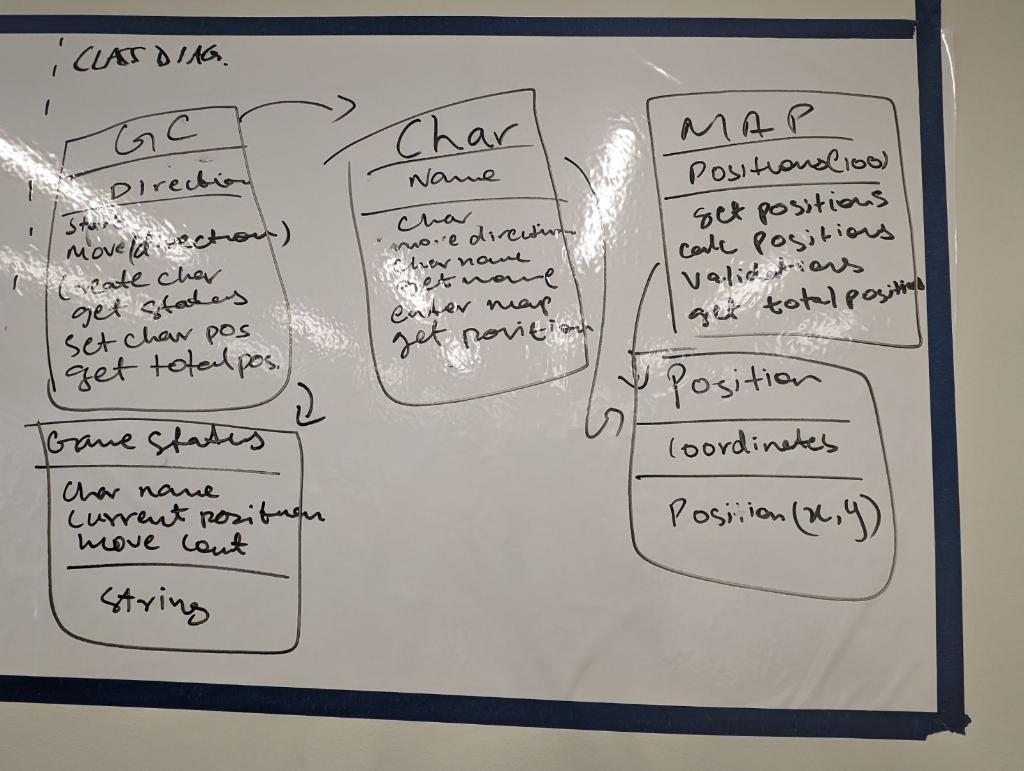 CLASS DIAG.
GC
Direction
Start
Move(direction)
Create char
get status
set char pos
get total pos.
Char
Name
char
move direction
char name
get name
enter map
get position
MAP
Positions(100)
get positions
calc positions
Validations
get total positions
Game status
Char name
Current position
move cout
string
Position
Coordinates
Position(x,y)